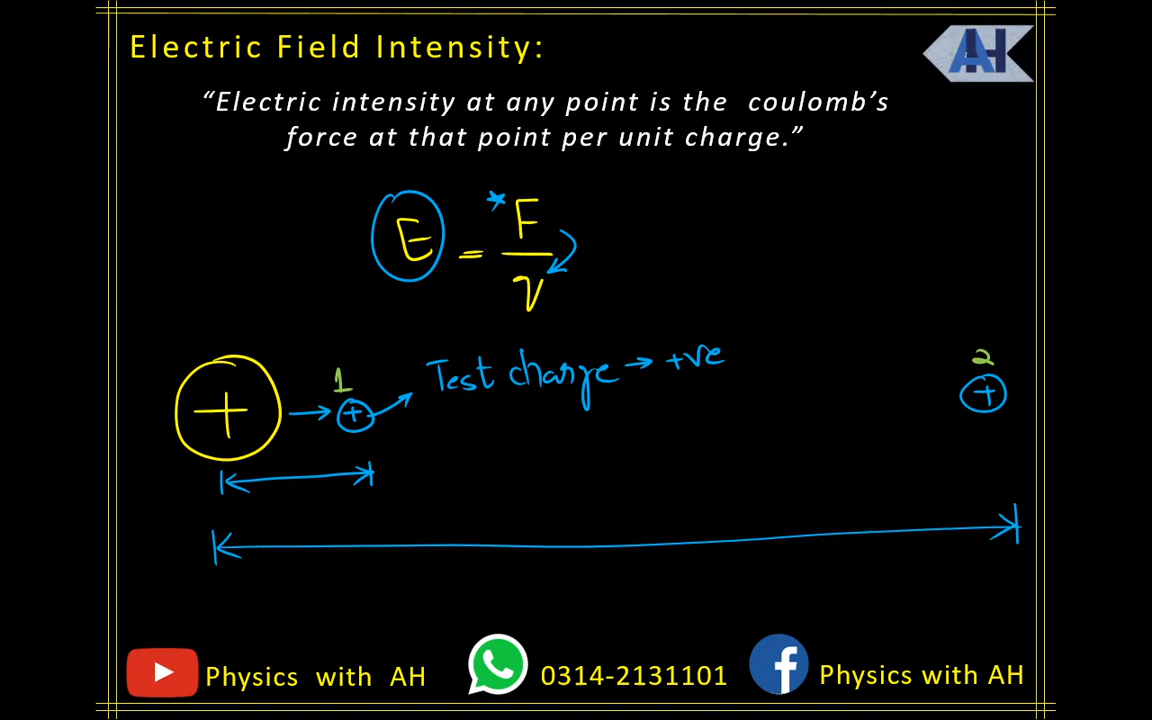 Electric Field Intensity:
AH
“Electric intensity at any point is the coulomb’s
force at that point per unit charge.”
E = *F/q
1
Test charge → +ve
2
+ + +
Physics with AH
0314-2131101
Physics with AH